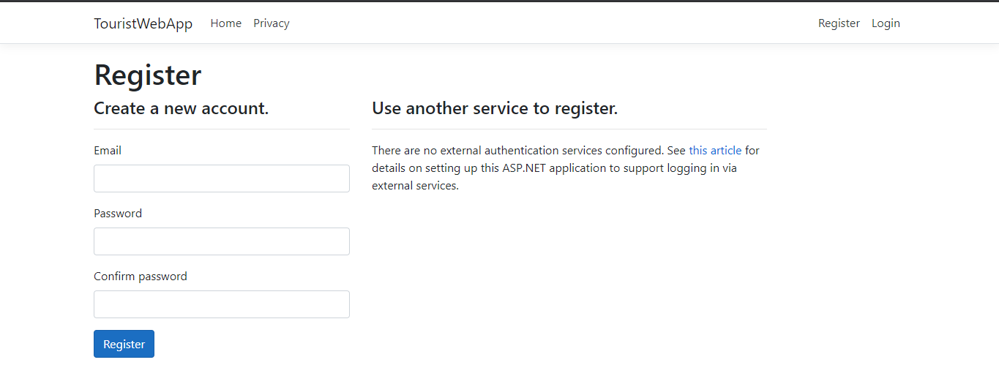 TouristWebApp Home Privacy Register Login
Register
Create a new account.
Email
Password
Confirm password
Register
Use another service to register.
There are no external authentication services configured. See this article for
details on setting up this ASP.NET application to support logging in via
external services.